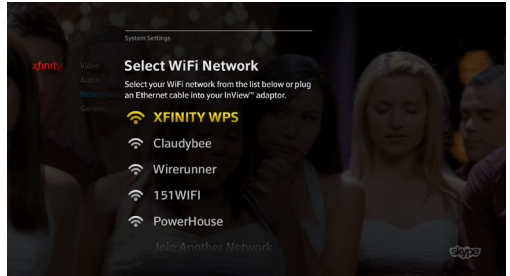 System Settings
xfinity
Video
Audio
Network
General
Select WiFi Network
Select your WiFi network from the list below or plug
an Ethernet cable into your InView™ adaptor.
XFINITY WPS
Claudybee
Wirerunner
151WIFI
PowerHouse
Join Another Network
skype